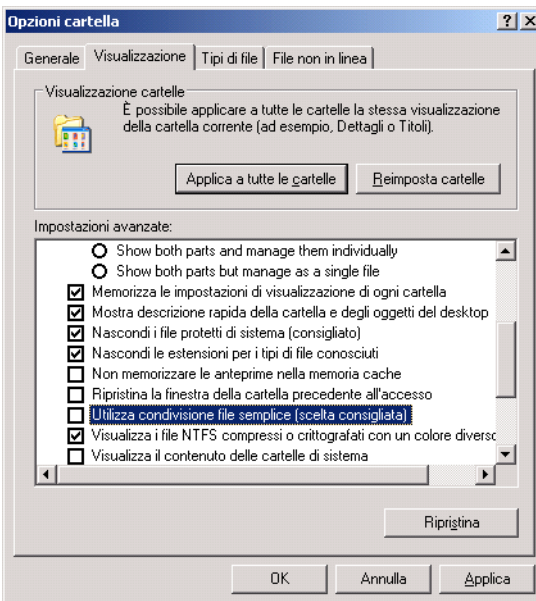 Opzioni cartella
Generale Visualizzazione Tipi di file File non in linea
Visualizzazione cartelle
È possibile applicare a tutte le cartelle la stessa visualizzazione
della cartella corrente (ad esempio, Dettagli o Titoli).
Applica a tutte le cartelle Reimposta cartelle
Impostazioni avanzate:
Show both parts and manage them individually
Show both parts but manage as a single file
Memorizza le impostazioni di visualizzazione di ogni cartella
Mostra descrizione rapida della cartella e degli oggetti del desktop
Nascondi i file protetti di sistema (consigliato)
Nascondi le estensioni per i tipi di file conosciuti
Non memorizzare le anteprime nella memoria cache
Ripristina la finestra della cartella precedente all'accesso
Utilizza condivisione file semplice (scelta consigliata)
Visualizza i file NTFS compressi o crittografati con un colore diverso
Visualizza il contenuto delle cartelle di sistema
Ripristina
OK Annulla Applica